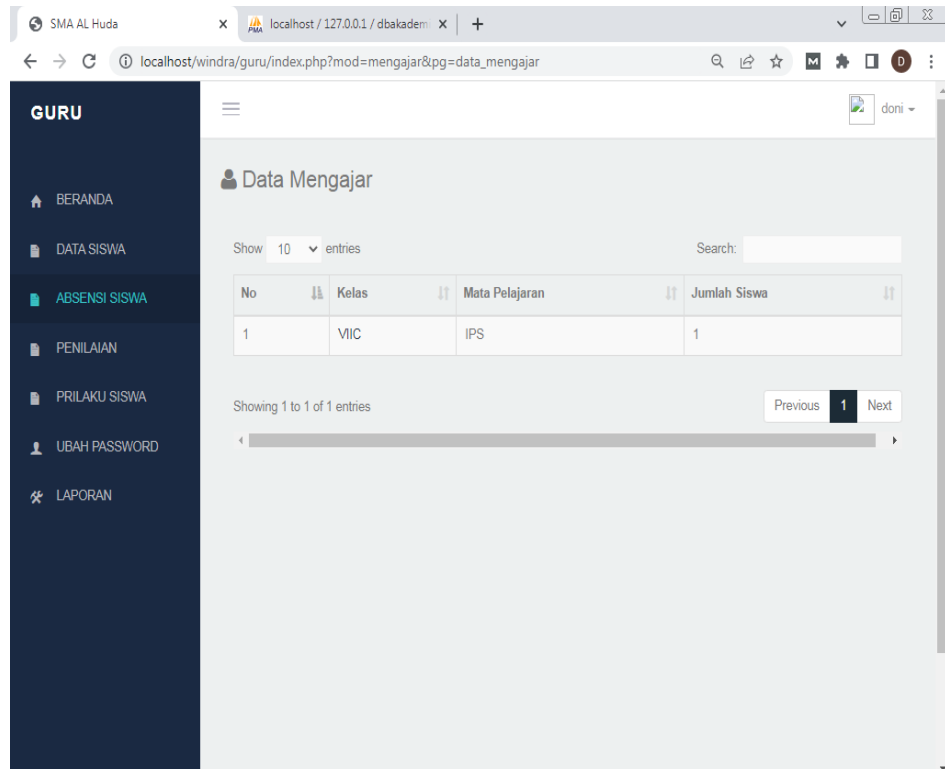 SMA AL Huda
PMA localhost / 127.0.0.1 / dbakadem
localhost/windra/guru/index.php?mod=mengajar&pg=data_mengajar
M D
GURU
doni
BERANDA
DATA SISWA
ABSENSI SISWA
PENILAIAN
PRILAKU SISWA
UBAH PASSWORD
LAPORAN
Data Mengajar
Show 10 entries Search:
No Kelas Mata Pelajaran Jumlah Siswa
1 VIIC IPS 1
Showing 1 to 1 of 1 entries Previous 1 Next